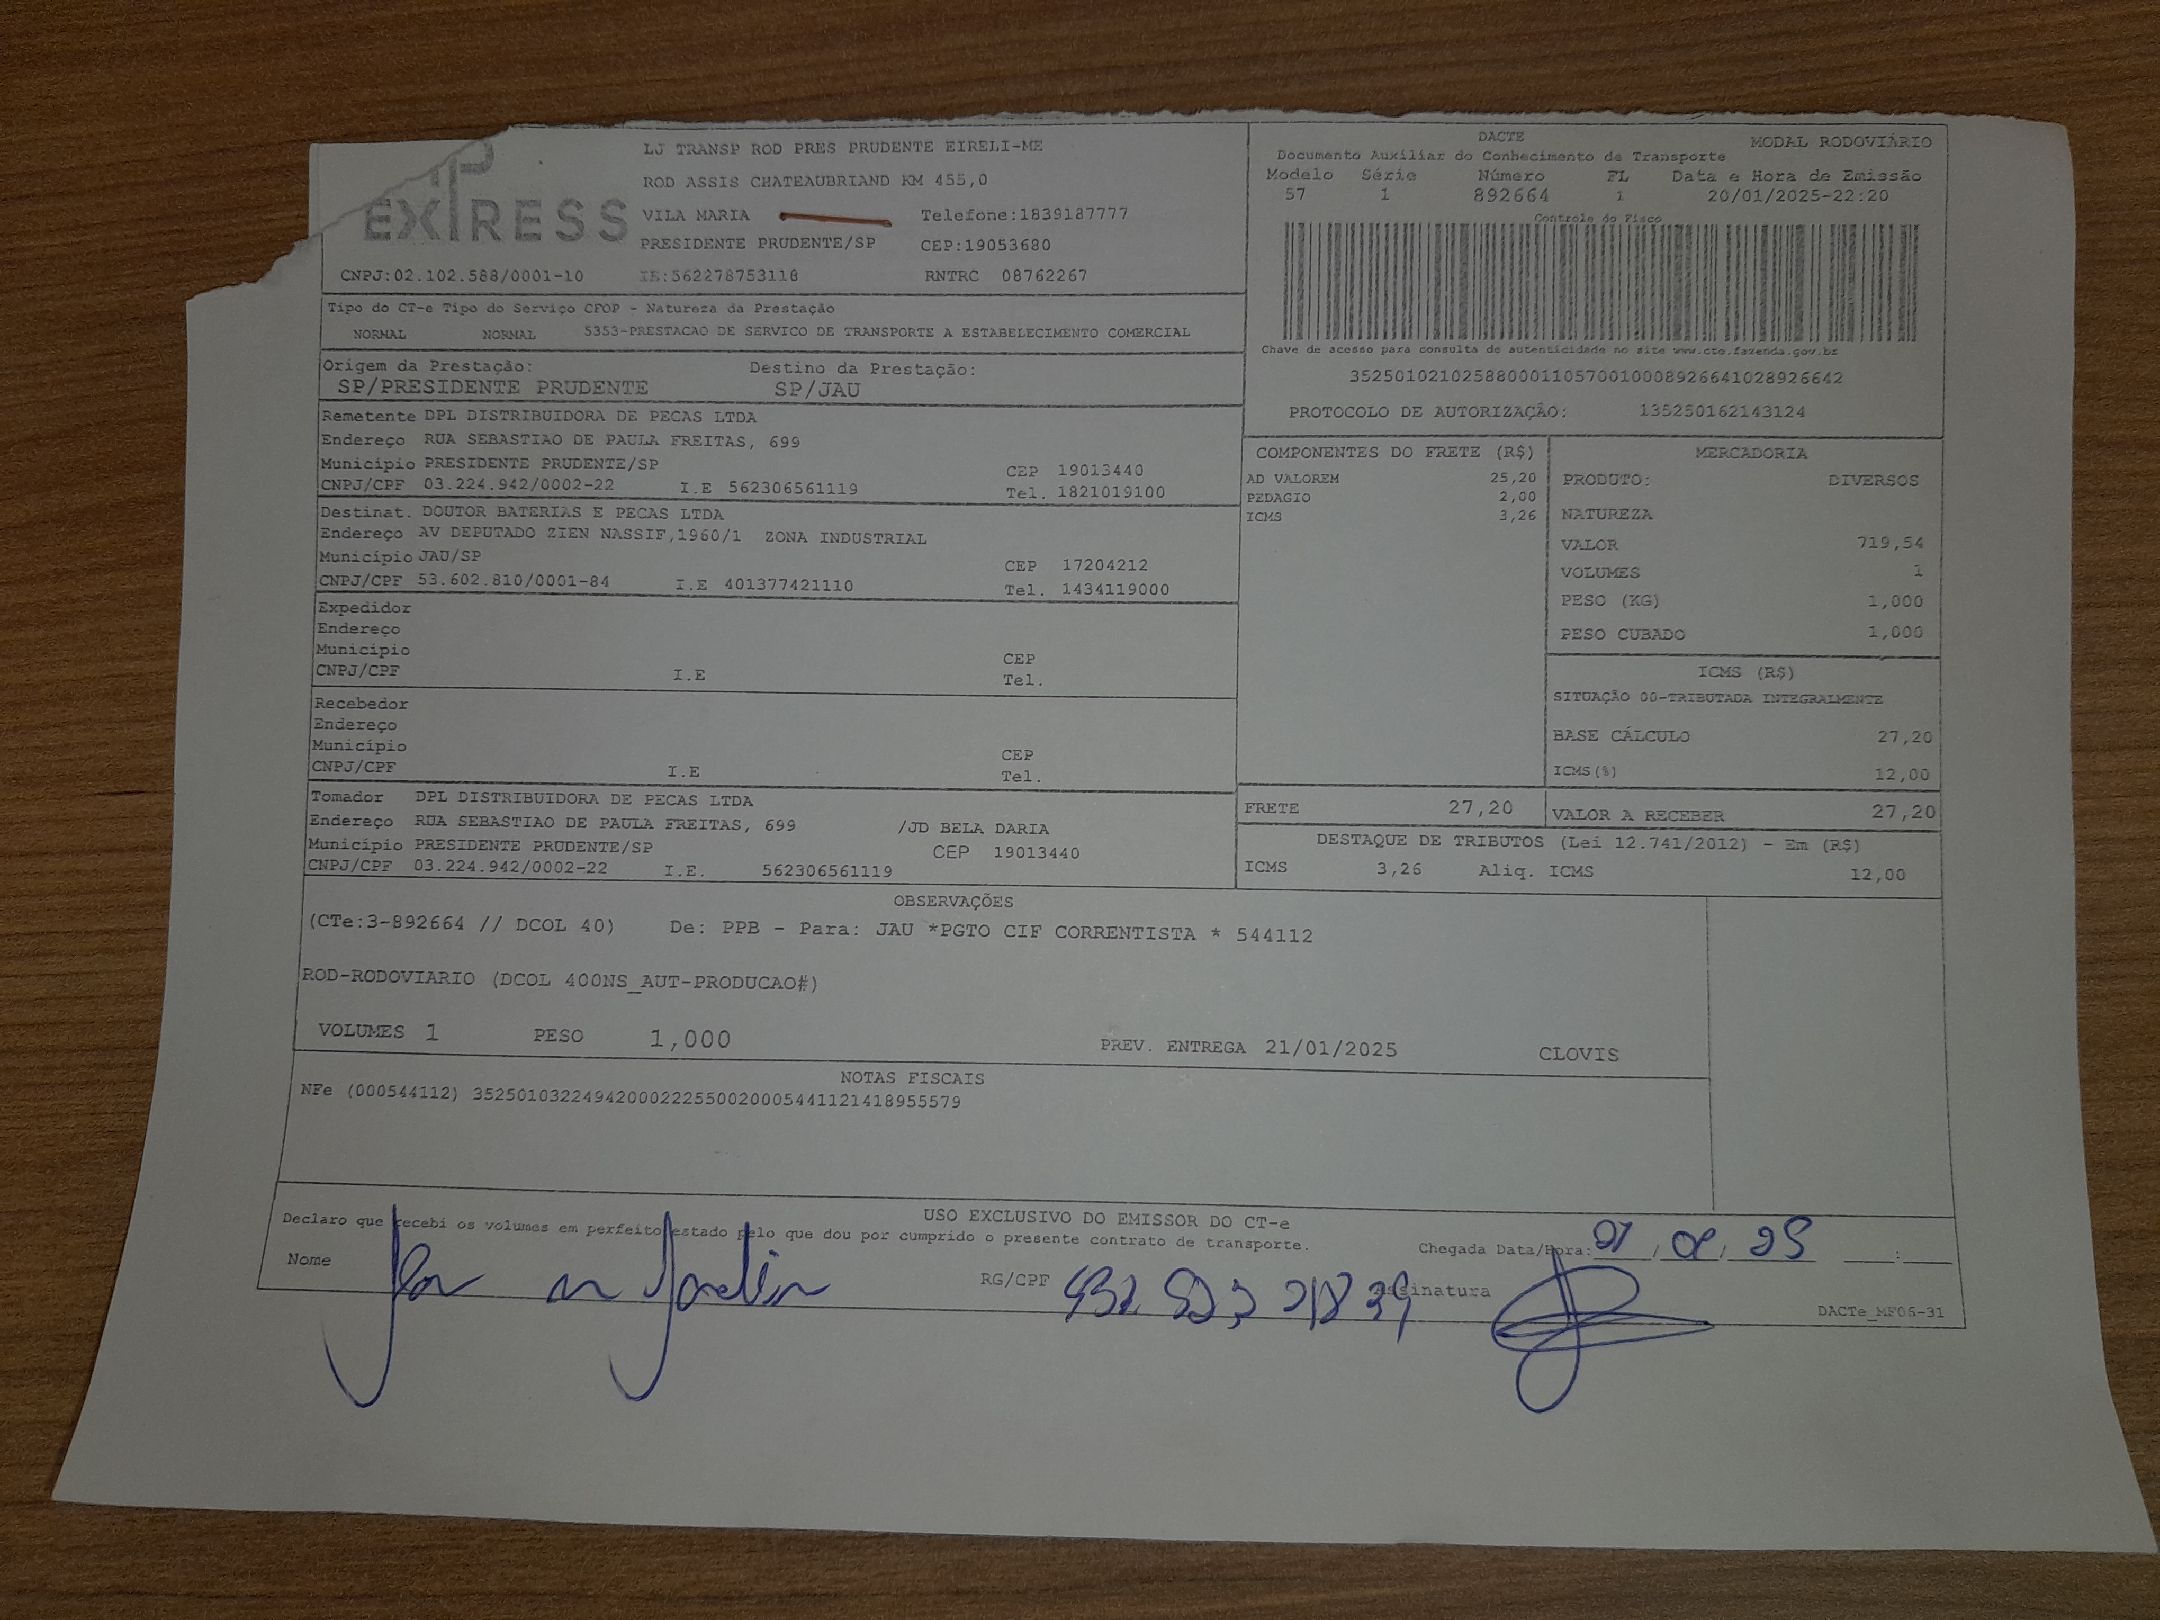 EXPRESS
LJ TRANSP ROD PRES PRUDENTE EIRELI-ME
ROD ASSIS CHATEAUBRIAND KM 455,0
VILA MARIA Telefone:1839187777
PRESIDENTE PRUDENTE/SP CEP:19053680
CNPJ:02.102.588/0001-10 IE:562278753118 RNTRC 08762267
DACTE MODAL RODOVIÁRIO
Documento Auxiliar do Conhecimento de Transporte
Modelo Série Número FL Data e Hora de Emissão
57 1 892664 1 20/01/2025-22:20
Controle do Fisco
Chave de acesso para consulta de autenticidade no site www.cte.fazenda.gov.br
35250102102588000110570010008926641028926642
PROTOCOLO DE AUTORIZAÇÃO: 135250162143124
Tipo do CT-e Tipo do Serviço CFOP - Natureza da Prestação
NORMAL NORMAL 5353-PRESTACAO DE SERVICO DE TRANSPORTE A ESTABELECIMENTO COMERCIAL
Origem da Prestação: Destino da Prestação:
SP/PRESIDENTE PRUDENTE SP/JAU
Remetente DPL DISTRIBUIDORA DE PECAS LTDA
Endereço RUA SEBASTIAO DE PAULA FREITAS, 699
Município PRESIDENTE PRUDENTE/SP CEP 19013440
CNPJ/CPF 03.224.942/0002-22 I.E 562306561119 Tel. 1821019100
Destinat. DOUTOR BATERIAS E PECAS LTDA
Endereço AV DEPUTADO ZIEN NASSIF,1960/1 ZONA INDUSTRIAL
Município JAU/SP CEP 17204212
CNPJ/CPF 53.602.810/0001-84 I.E 401377421110 Tel. 1434119000
Expedidor
Endereço
Município CEP
CNPJ/CPF I.E Tel.
Recebedor
Endereço
Município CEP
CNPJ/CPF I.E Tel.
Tomador DPL DISTRIBUIDORA DE PECAS LTDA
Endereço RUA SEBASTIAO DE PAULA FREITAS, 699 /JD BELA DARIA
Município PRESIDENTE PRUDENTE/SP CEP 19013440
CNPJ/CPF 03.224.942/0002-22 I.E. 562306561119
COMPONENTES DO FRETE (R$)
AD VALOREM 25,20
PEDAGIO 2,00
ICMS 3,26
MERCADORIA
PRODUTO: DIVERSOS
NATUREZA
VALOR 719,54
VOLUMES 1
PESO (KG) 1,000
PESO CUBADO 1,000
ICMS (R$)
SITUAÇÃO 00-TRIBUTADA INTEGRALMENTE
BASE CÁLCULO 27,20
ICMS(%) 12,00
FRETE 27,20 VALOR A RECEBER 27,20
DESTAQUE DE TRIBUTOS (Lei 12.741/2012) - Em (R$)
ICMS 3,26 Aliq. ICMS 12,00
OBSERVAÇÕES
(CTe:3-892664 // DCOL 40) De: PPB - Para: JAU *PGTO CIF CORRENTISTA * 544112
ROD-RODOVIARIO (DCOL 400NS_AUT-PRODUCAO#)
VOLUMES 1 PESO 1,000 PREV. ENTREGA 21/01/2025 CLOVIS
NOTAS FISCAIS
NFe (000544112) 35250103224942000222550020005441121418955579
USO EXCLUSIVO DO EMISSOR DO CT-e
Declaro que recebi os volumes em perfeito estado pelo que dou por cumprido o presente contrato de transporte.
Chegada Data/Hora: / / :
Nome RG/CPF Assinatura
DACTe_MF06-31